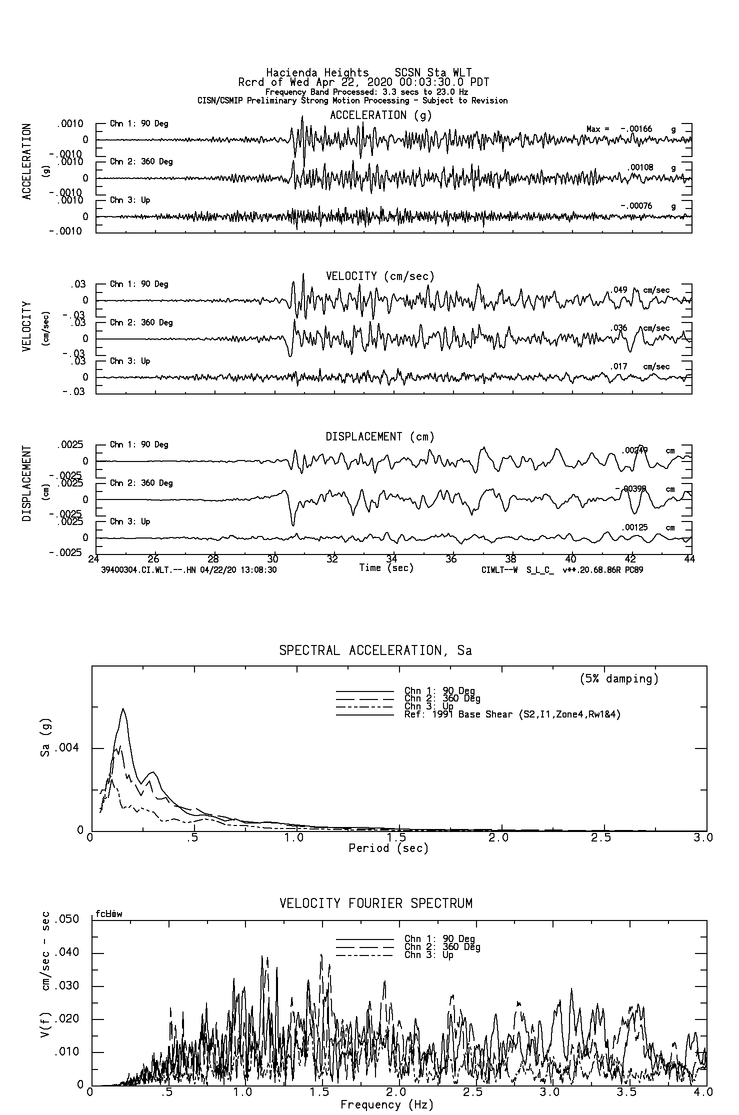 Hacienda Heights SCSN Sta WLT
Rcrd of Wed Apr 22, 2020 00:03:30.0 PDT
Frequency Band Processed: 3.3 secs to 23.0 Hz
CISN/CSMIP Preliminary Strong Motion Processing - Subject to Revision
ACCELERATION (g)
ACCELERATION
(g)
.0010
Chn 1: 90 Deg
Max = -.00166 g
0
-.0010
.0010
Chn 2: 360 Deg
.00108 g
0
-.0010
.0010
Chn 3: Up
-.00076 g
0
-.0010
VELOCITY (cm/sec)
VELOCITY
(cm/sec)
.03
Chn 1: 90 Deg
.049 cm/sec
0
-.03
.03
Chn 2: 360 Deg
.036 cm/sec
0
-.03
.03
Chn 3: Up
.017 cm/sec
0
-.03
DISPLACEMENT (cm)
DISPLACEMENT
(cm)
.0025
Chn 1: 90 Deg
cm
0
-.0025
.0025
Chn 2: 360 Deg
cm
0
-.0025
.0025
Chn 3: Up
.00125 cm
0
-.0025
24 26 28 30 32 34 36 38 40 42 44
Time (sec)
39400304.CI.WLT.--.HN 04/22/20 13:08:30
CIWLT--W S_L_C_ v++.20.68.86R PC89
SPECTRAL ACCELERATION, Sa
(5% damping)
Chn 1: 90 Deg
Chn 2: 360 Deg
Chn 3: Up
Ref: 1991 Base Shear (S2,I1,Zone4,Rw1&4)
Sa (g)
.004
0
0 .5 1.0 1.5 2.0 2.5 3.0
Period (sec)
VELOCITY FOURIER SPECTRUM
Chn 1: 90 Deg
Chn 2: 360 Deg
Chn 3: Up
V(f) cm/sec - sec
.050
.040
.030
.020
.010
0
0 .5 1.0 1.5 2.0 2.5 3.0 3.5 4.0
Frequency (Hz)